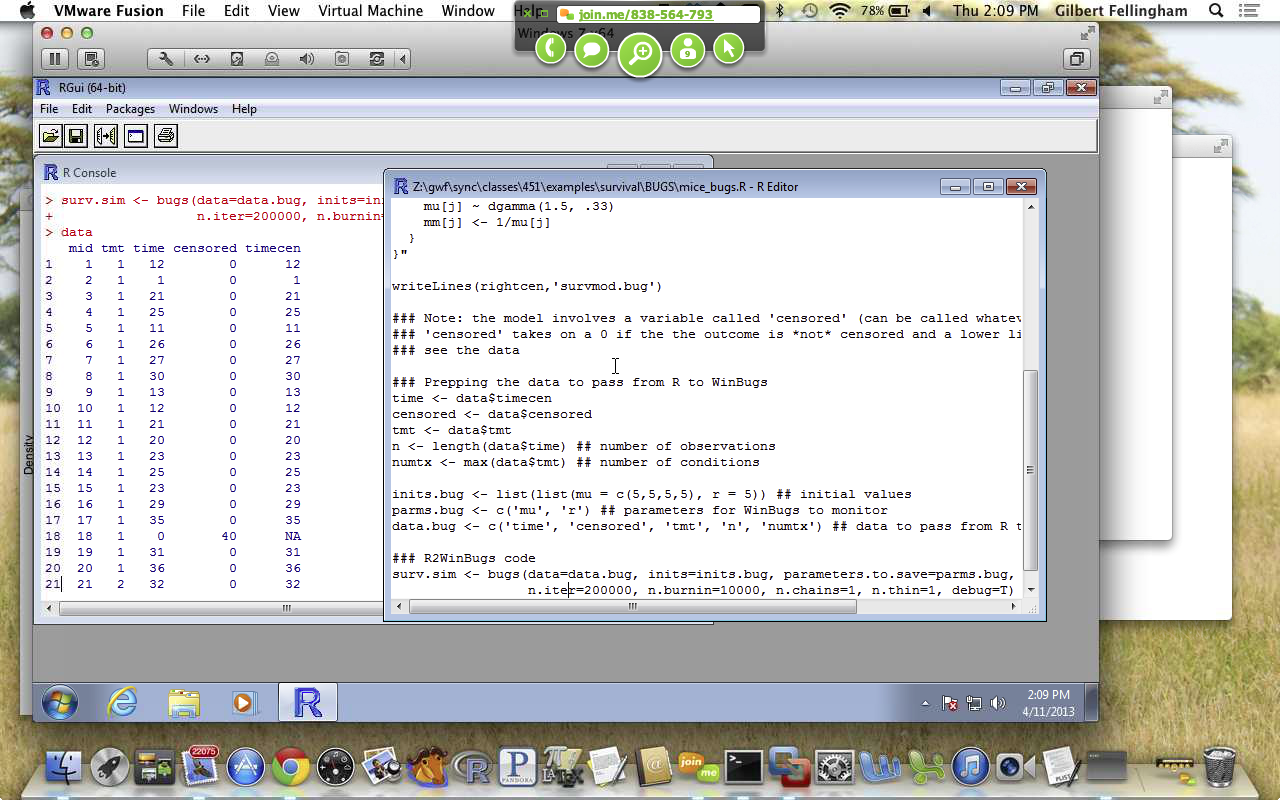 VMware Fusion File Edit View Virtual Machine Window Help 78% Thu 2:09 PM Gilbert Fellingham
join.me/838-564-793
Windows 7 x64
9
RGui (64-bit)
File Edit Packages Windows Help
R Console
> surv.sim <- bugs(data=data.bug, inits=ini
+ n.iter=200000, n.burnin=
> data
mid tmt time censored timecen
1 1 1 12 0 12
2 2 1 1 0 1
3 3 1 21 0 21
4 4 1 25 0 25
5 5 1 11 0 11
6 6 1 26 0 26
7 7 1 27 0 27
8 8 1 30 0 30
9 9 1 13 0 13
10 10 1 12 0 12
11 11 1 21 0 21
12 12 1 20 0 20
13 13 1 23 0 23
14 14 1 25 0 25
15 15 1 23 0 23
16 16 1 29 0 29
17 17 1 35 0 35
18 18 1 0 40 NA
19 19 1 31 0 31
20 20 1 36 0 36
21 21 2 32 0 32
Z:\gwf\sync\classes\451\examples\survival\BUGS\mice_bugs.R - R Editor
mu[j] ~ dgamma(1.5, .33)
mm[j] <- 1/mu[j]
}
}"
writeLines(rightcen,'survmod.bug')
### Note: the model involves a variable called 'censored' (can be called whatev
### 'censored' takes on a 0 if the the outcome is *not* censored and a lower li
### see the data
### Prepping the data to pass from R to WinBugs
time <- data$timecen
censored <- data$censored
tmt <- data$tmt
n <- length(data$time) ## number of observations
numtx <- max(data$tmt) ## number of conditions
inits.bug <- list(list(mu = c(5,5,5,5), r = 5)) ## initial values
parms.bug <- c('mu', 'r') ## parameters for WinBugs to monitor
data.bug <- c('time', 'censored', 'tmt', 'n', 'numtx') ## data to pass from R t
### R2WinBugs code
surv.sim <- bugs(data=data.bug, inits=inits.bug, parameters.to.save=parms.bug,
n.iter=200000, n.burnin=10000, n.chains=1, n.thin=1, debug=T)
Density
2:09 PM
4/11/2013
22075
PANDORA
join
me
PLIST